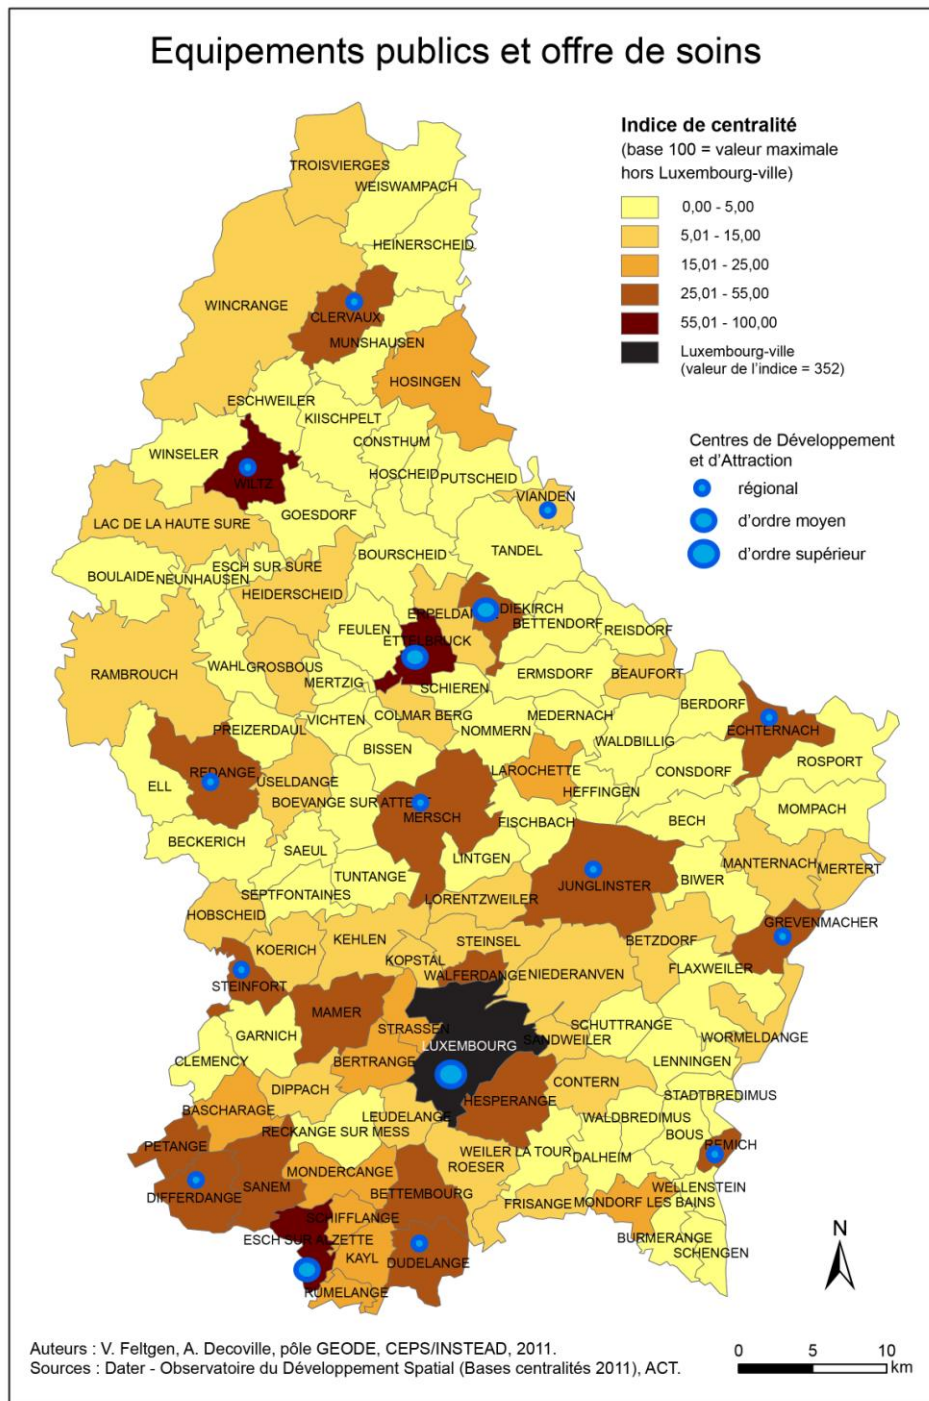 Equipements publics et offre de soins
Indice de centralité
(base 100 = valeur maximale
hors Luxembourg-ville)
0,00 - 5,00
5,01 - 15,00
15,01 - 25,00
25,01 - 55,00
55,01 - 100,00
Luxembourg-ville
(valeur de l'indice = 352)
Centres de Développement
et d'Attraction
régional
d'ordre moyen
d'ordre supérieur
TROISVIERGES
WEISWAMPACH
HEINERSCHEID
WINCRANGE
CLERVAUX
MUNSHAUSEN
HOSINGEN
ESCHWEILER
KIISCHPELT
CONSTHUM
WINSELER
HOSCHEID
PUTSCHEID
WILTZ
VIANDEN
GOESDORF
LAC DE LA HAUTE SURE
BOURSCHEID
TANDEL
ESCH SUR SURE
BOULAIDE
NEUNHAUSEN
HEIDERSCHEID
DIEKIRCH
BETTENDORF
FEULEN
ETTELBRUCK
REISDORF
RAMBROUCH
WAHL
GROSBOUS
MERTZIG
SCHIEREN
ERMSDORF
BEAUFORT
BERDORF
VICHTEN
COLMAR BERG
MEDERNACH
PREIZERDAUL
NOMMERN
WALDBILLIG
ECHTERNACH
BISSEN
ROSPORT
REDANGE
LAROCHETTE
CONSDORF
ELL
USELDANGE
HEFFINGEN
BOEVANGE SUR ATTERT
MOMPACH
MERSCH
FISCHBACH
BECH
BECKERICH
SAEUL
LINTGEN
MANTERNACH
MERTERT
TUNTANGE
JUNGLINSTER
BIWER
SEPTFONTAINES
LORENTZWEILER
HOBSCHEID
GREVENMACHER
KEHLEN
STEINSEL
BETZDORF
KOERICH
KOPSTAL
FLAXWEILER
WALFERDANGE
NIEDERANVEN
STEINFORT
MAMER
STRASSEN
SCHUTTRANGE
GARNICH
LUXEMBOURG
SANDWEILER
WORMELDANGE
CLEMENCY
BERTRANGE
LENNINGEN
DIPPACH
CONTERN
STADTBREDIMUS
BASCHARAGE
HESPERANGE
LEUDELANGE
WALDBREDIMUS
RECKANGE SUR MESS
BOUS
PETANGE
WEILER LA TOUR
REMICH
ROESER
DALHEIM
MONDERCANGE
SANEM
BETTEMBOURG
WELLENSTEIN
DIFFERDANGE
FRISANGE
MONDORF LES BAINS
SCHIFFLANGE
ESCH SUR ALZETTE
BURMERANGE
SCHENGEN
KAYL
DUDELANGE
RUMELANGE
N
Auteurs : V. Feltgen, A. Decoville, pôle GEODE, CEPS/INSTEAD, 2011.
Sources : Dater - Observatoire du Développement Spatial (Bases centralités 2011), ACT.
0 5 10
km